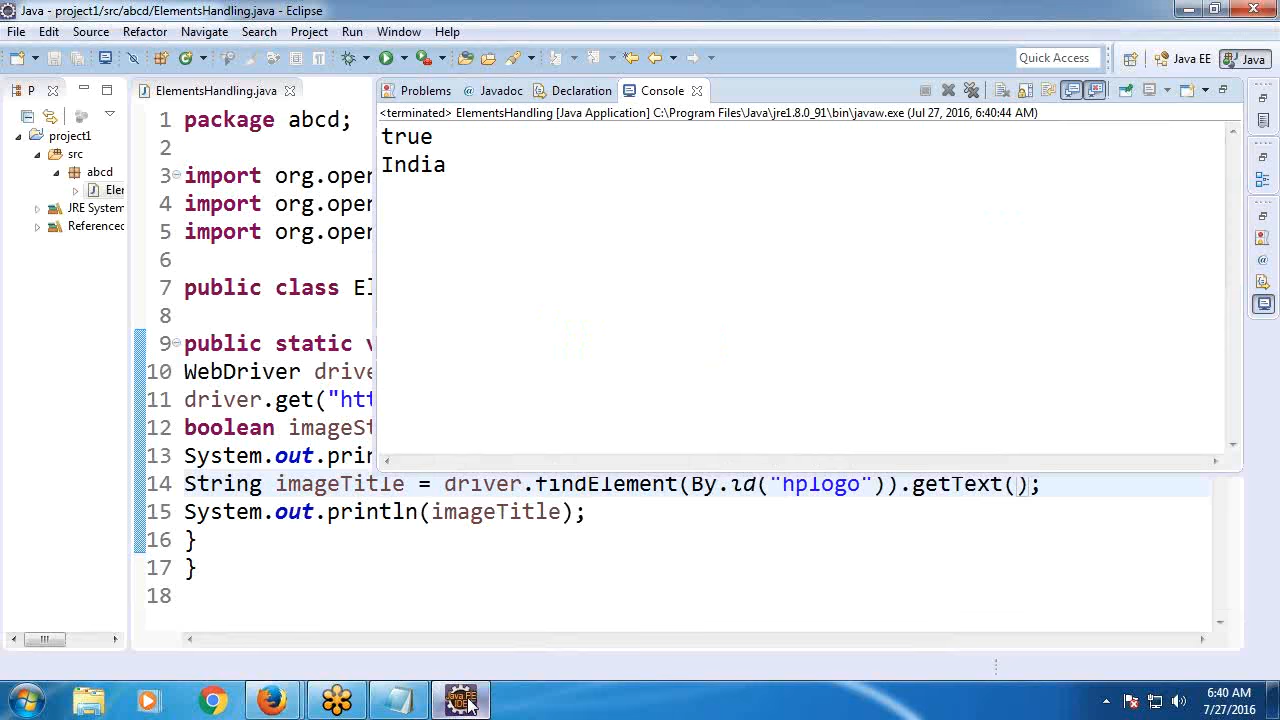 Java - project1/src/abcd/ElementsHandling.java - Eclipse
File Edit Source Refactor Navigate Search Project Run Window Help
Quick Access Java EE Java
P ElementsHandling.java Problems @ Javadoc Declaration Console
<terminated> ElementsHandling [Java Application] C:\Program Files\Java\jre1.8.0_91\bin\javaw.exe (Jul 27, 2016, 6:40:44 AM)
true
India
project1
src
abcd
Eler
JRE System
Referenced
1 package abcd;
2
3 import org.oper
4 import org.oper
5 import org.oper
6
7 public class El
8
9 public static v
10 WebDriver drive
11 driver.get("htt
12 boolean imageSt
13 System.out.prin
14 String imageTitle = driver.findElement(By.id("hplogo")).getText();
15 System.out.println(imageTitle);
16 }
17 }
18
Java EE
IDE
6:40 AM
7/27/2016